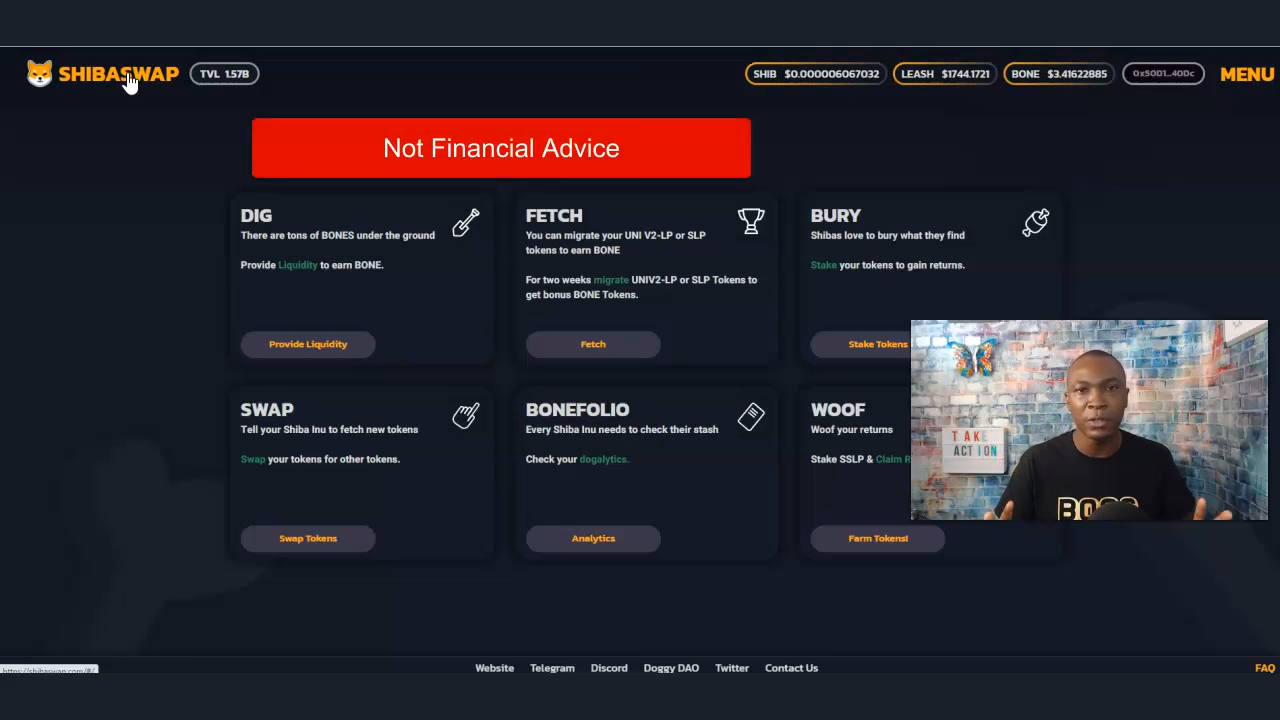 SHIBASWAP
TVL 1.57B
SHIB $0.000006067032
LEASH $1744.1721
BONE $3.41622885
0x50D1...40Dc
MENU
Not Financial Advice
DIG
There are tons of BONES under the ground
Provide Liquidity to earn BONE.
Provide Liquidity
FETCH
You can migrate your UNI V2-LP or SLP
tokens to earn BONE
For two weeks migrate UNIV2-LP or SLP Tokens to
get bonus BONE Tokens.
Fetch
BURY
Shibas love to bury what they find
Stake your tokens to gain returns.
Stake Tokens
SWAP
Tell your Shiba Inu to fetch new tokens
Swap your tokens for other tokens.
Swap Tokens
BONEFOLIO
Every Shiba Inu needs to check their stash
Check your dogalytics.
Analytics
WOOF
Woof your returns
Stake SSLP & Claim
Farm Tokens!
TAKE
ACTION
BOSS
https://shibaswap.com/#/
Website
Telegram
Discord
Doggy DAO
Twitter
Contact Us
FAQ